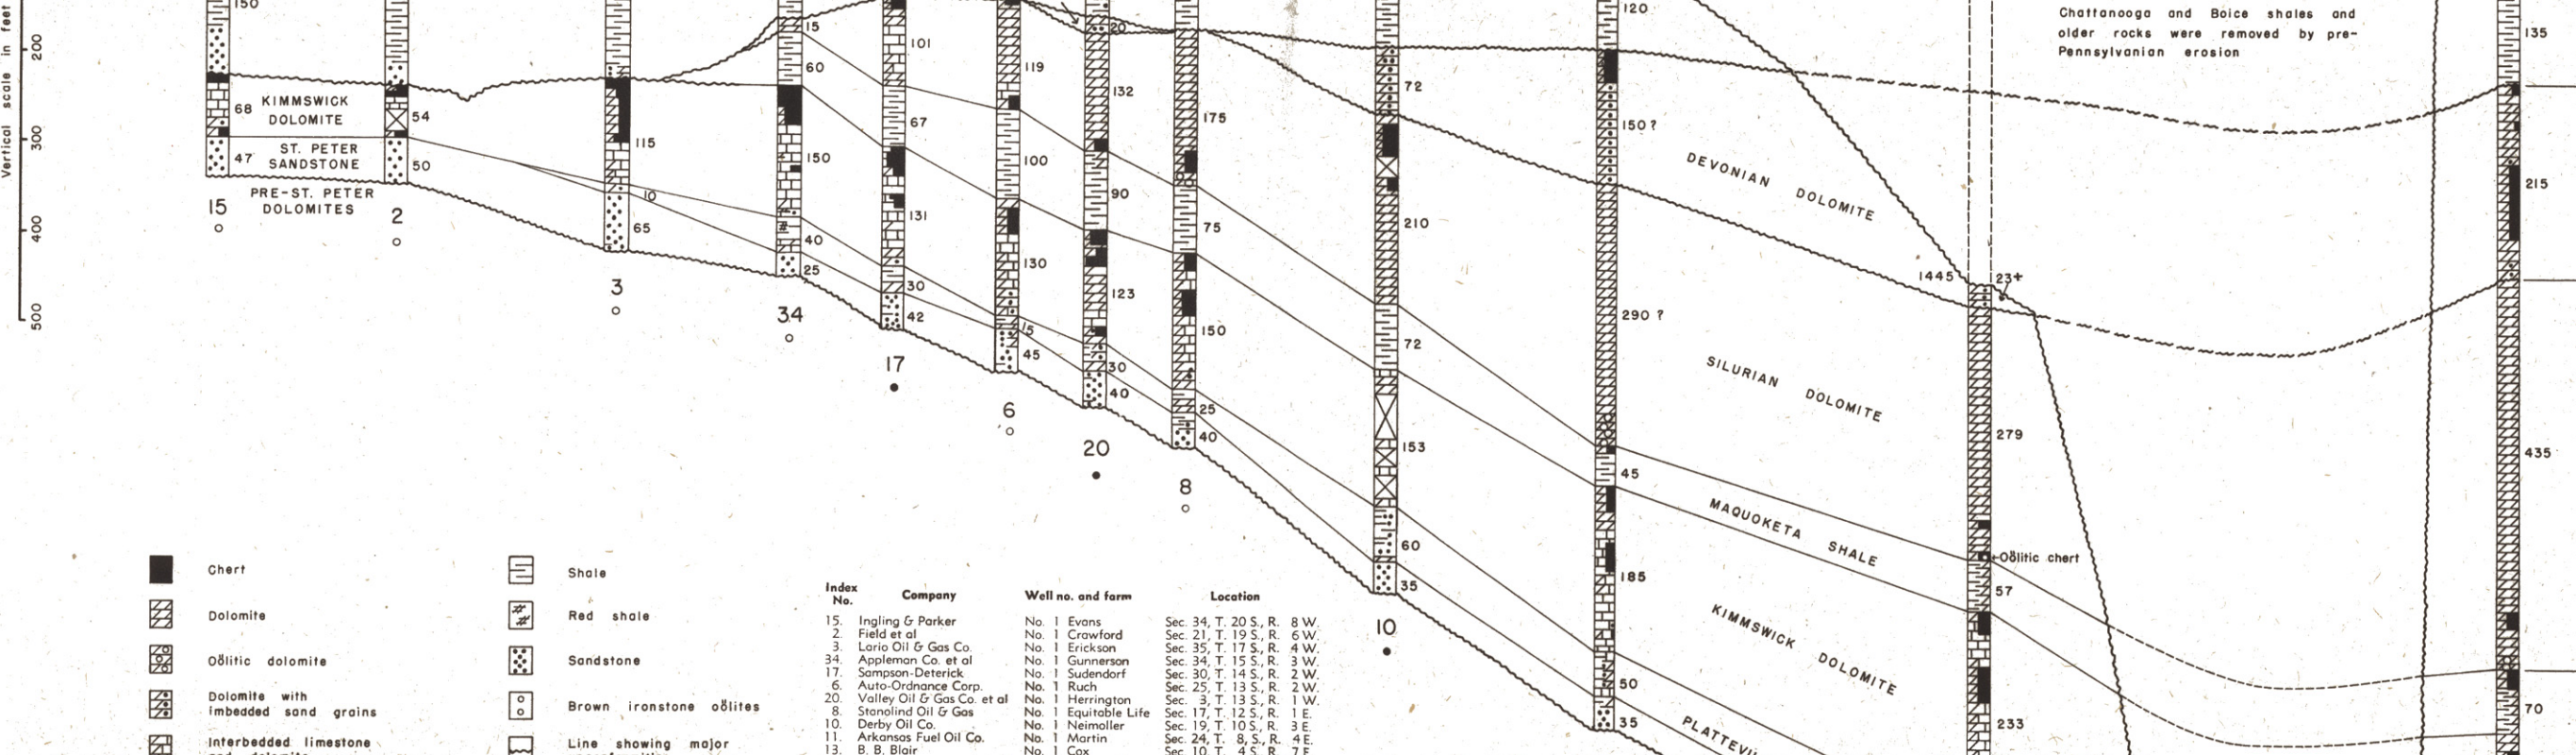 Vertical scale in feet
200
300
400
500
150
68
KIMMSWICK
DOLOMITE
47
ST. PETER
SANDSTONE
PRE-ST. PETER
DOLOMITES
15
54
50
2
115
10
65
3
15
60
150
40
25
34
101
67
131
30
42
17
119
100
130
15
45
6
20
132
90
123
30
40
20
175
75
150
25
40
8
72
210
72
153
60
35
10
120
150?
290 ?
45
185
50
35
DEVONIAN DOLOMITE
SILURIAN DOLOMITE
MAQUOKETA SHALE
KIMMSWICK DOLOMITE
1445
23+
279
Oölitic chert
57
233
Chattanooga and Boice shales and
older rocks were removed by pre-
Pennsylvanian erosion
135
215
435
70
Chert
Dolomite
Oölitic dolomite
Dolomite with
imbedded sand grains
Interbedded limestone
Shale
Red shale
Sandstone
Brown ironstone oölites
Line showing major
Index No. Company Well no. and farm Location
15. Ingling & Parker No. 1 Evans Sec. 34, T. 20 S., R. 8 W.
2. Field et al No. 1 Crawford Sec. 21, T. 19 S., R. 6 W.
3. Lario Oil & Gas Co. No. 1 Erickson Sec. 35, T. 17 S., R. 4 W.
34. Appleman Co. et al No. 1 Gunnerson Sec. 34, T. 15 S., R. 3 W.
17. Sampson-Deterick No. 1 Sudendorf Sec. 30, T. 14 S., R. 2 W.
6. Auto-Ordnance Corp. No. 1 Ruch Sec. 25, T. 13 S., R. 2 W.
20. Valley Oil & Gas Co. et al No. 1 Herrington Sec. 3, T. 13 S., R. 1 W.
8. Stanolind Oil & Gas No. 1 Equitable Life Sec. 17, T. 12 S., R. 1 E.
10. Derby Oil Co. No. 1 Neimoller Sec. 19, T. 10 S., R. 3 E.
11. Arkansas Fuel Oil Co. No. 1 Martin Sec. 24, T. 8, S., R. 4 E.
13. B. B. Blair No. 1 Cox Sec. 10, T. 4 S., R. 7 E.